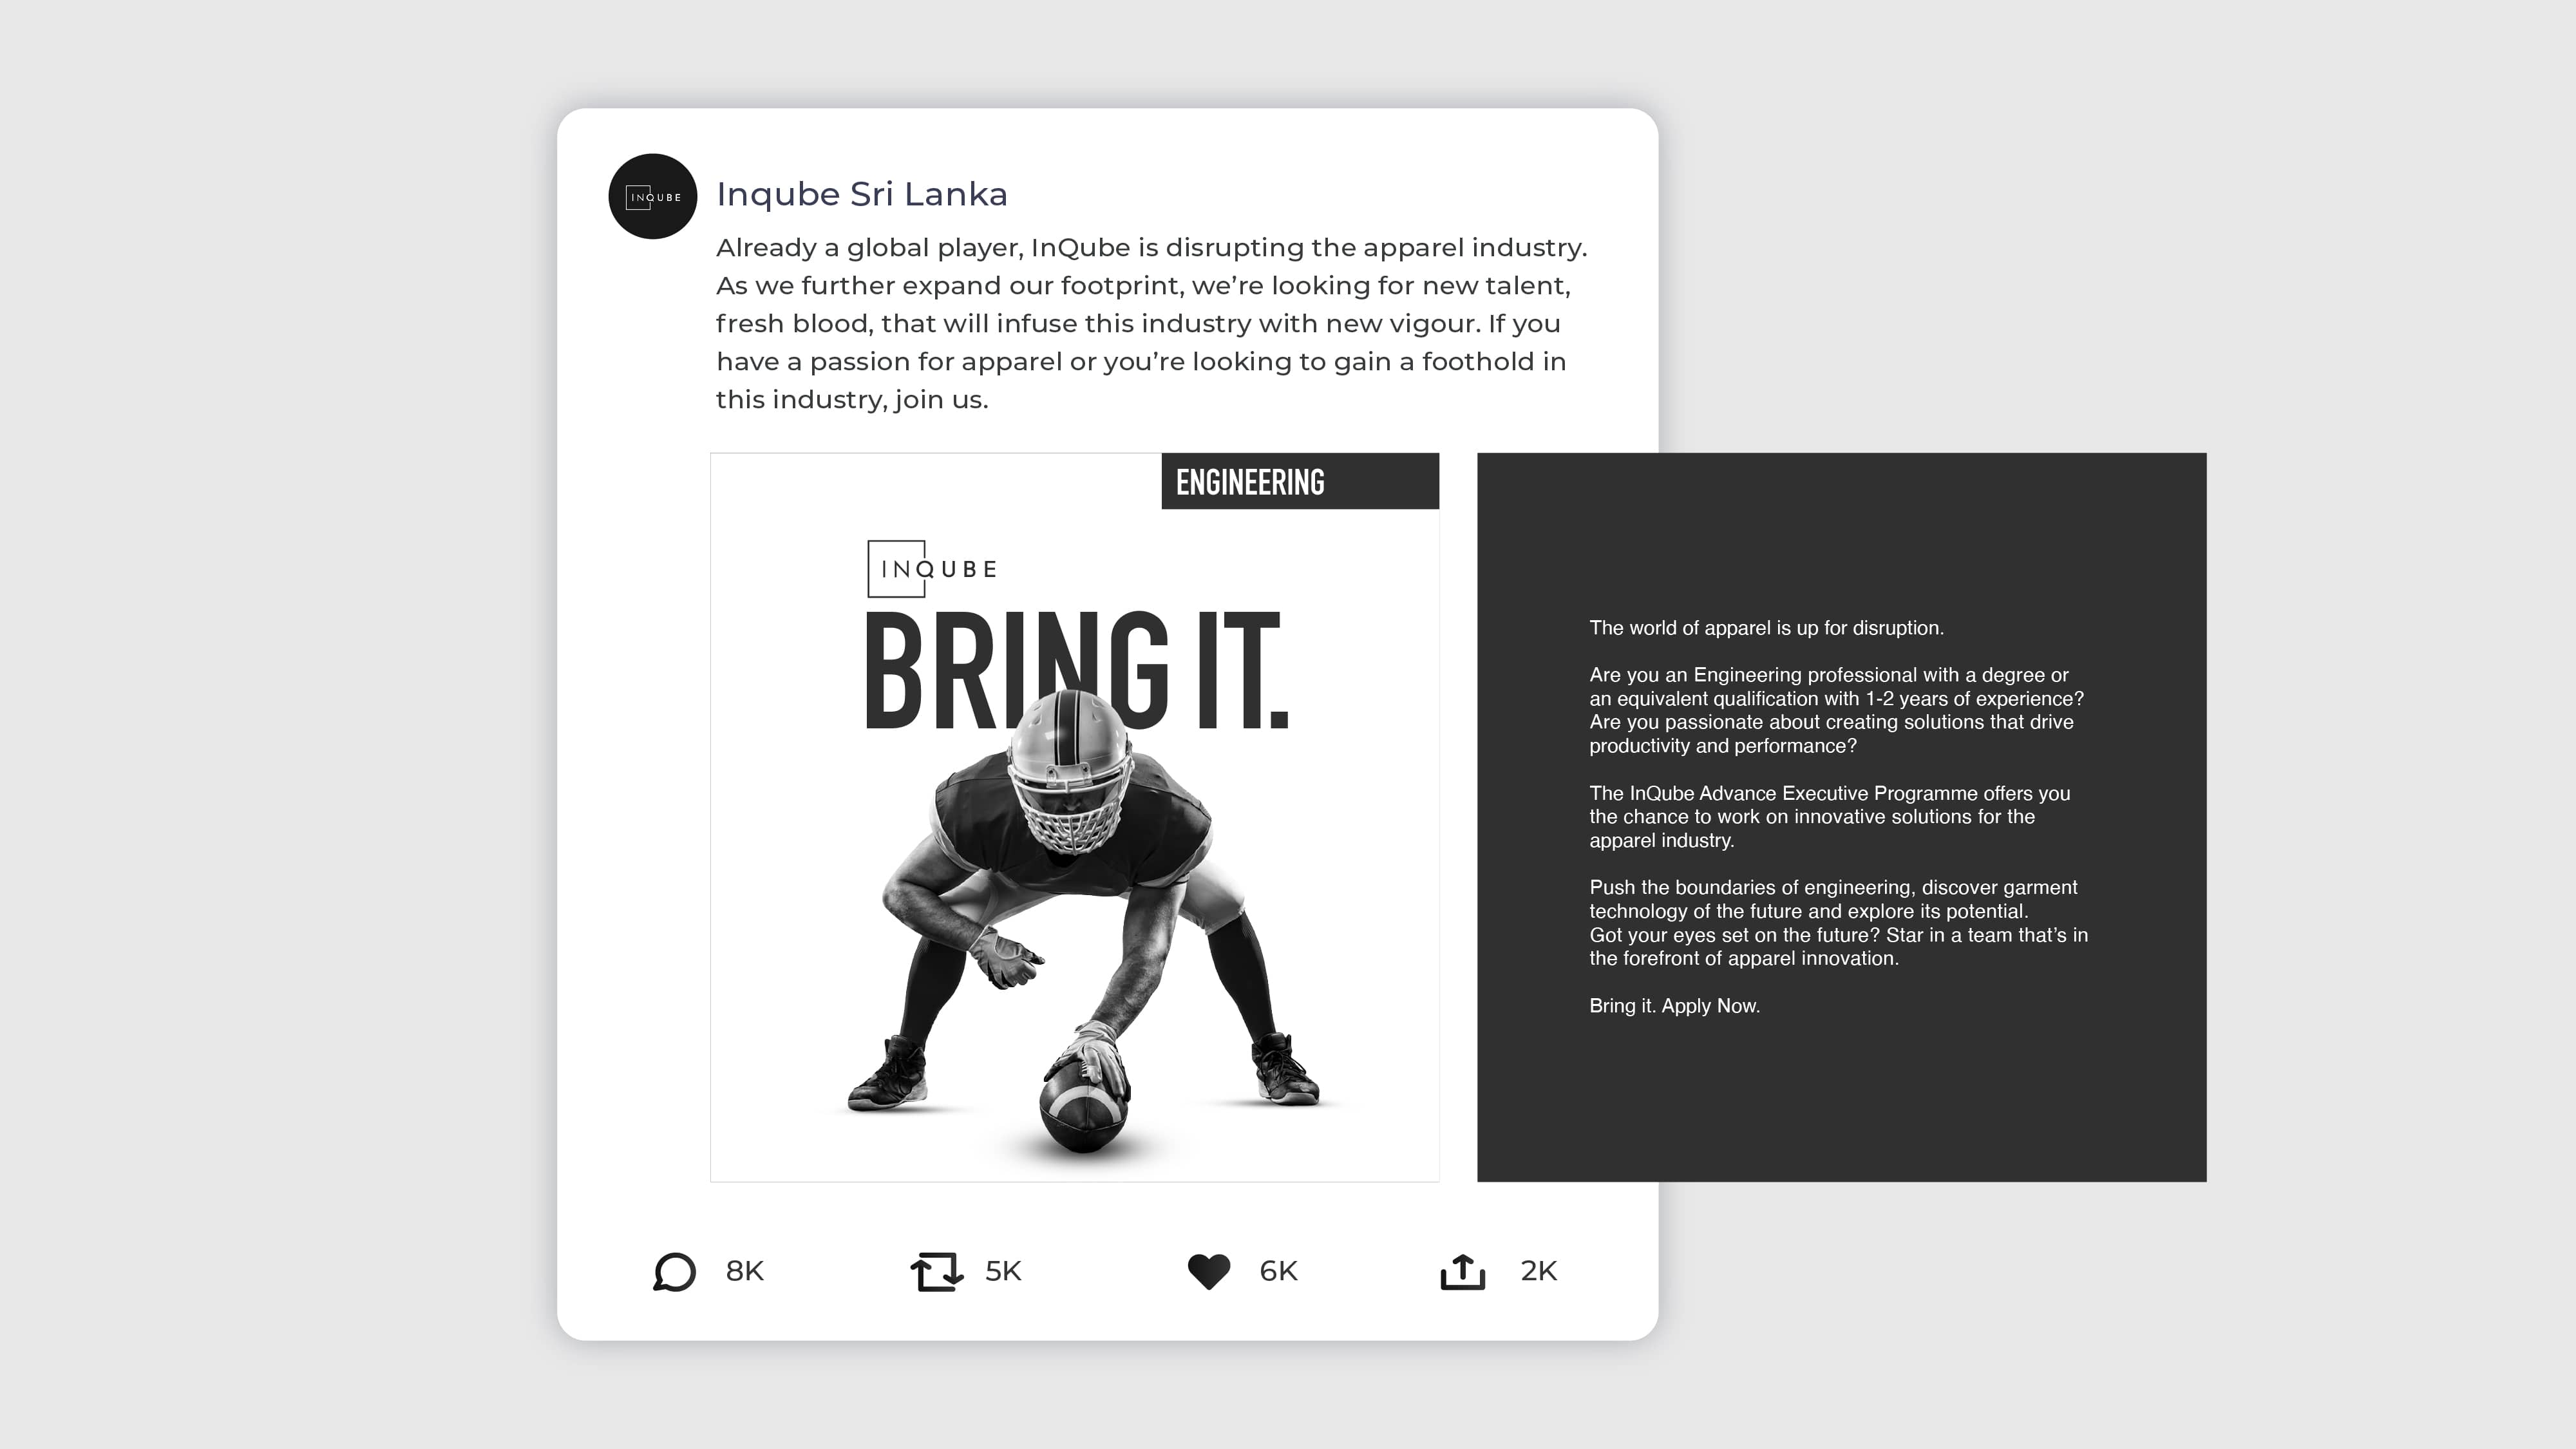 INQUBE
Inqube Sri Lanka
Already a global player, InQube is disrupting the apparel industry.
As we further expand our footprint, we’re looking for new talent,
fresh blood, that will infuse this industry with new vigour. If you
have a passion for apparel or you’re looking to gain a foothold in
this industry, join us.
ENGINEERING
INQUBE
BRING IT.
The world of apparel is up for disruption.
Are you an Engineering professional with a degree or
an equivalent qualification with 1-2 years of experience?
Are you passionate about creating solutions that drive
productivity and performance?
The InQube Advance Executive Programme offers you
the chance to work on innovative solutions for the
apparel industry.
Push the boundaries of engineering, discover garment
technology of the future and explore its potential.
Got your eyes set on the future? Star in a team that’s in
the forefront of apparel innovation.
Bring it. Apply Now.
8K
5K
6K
2K